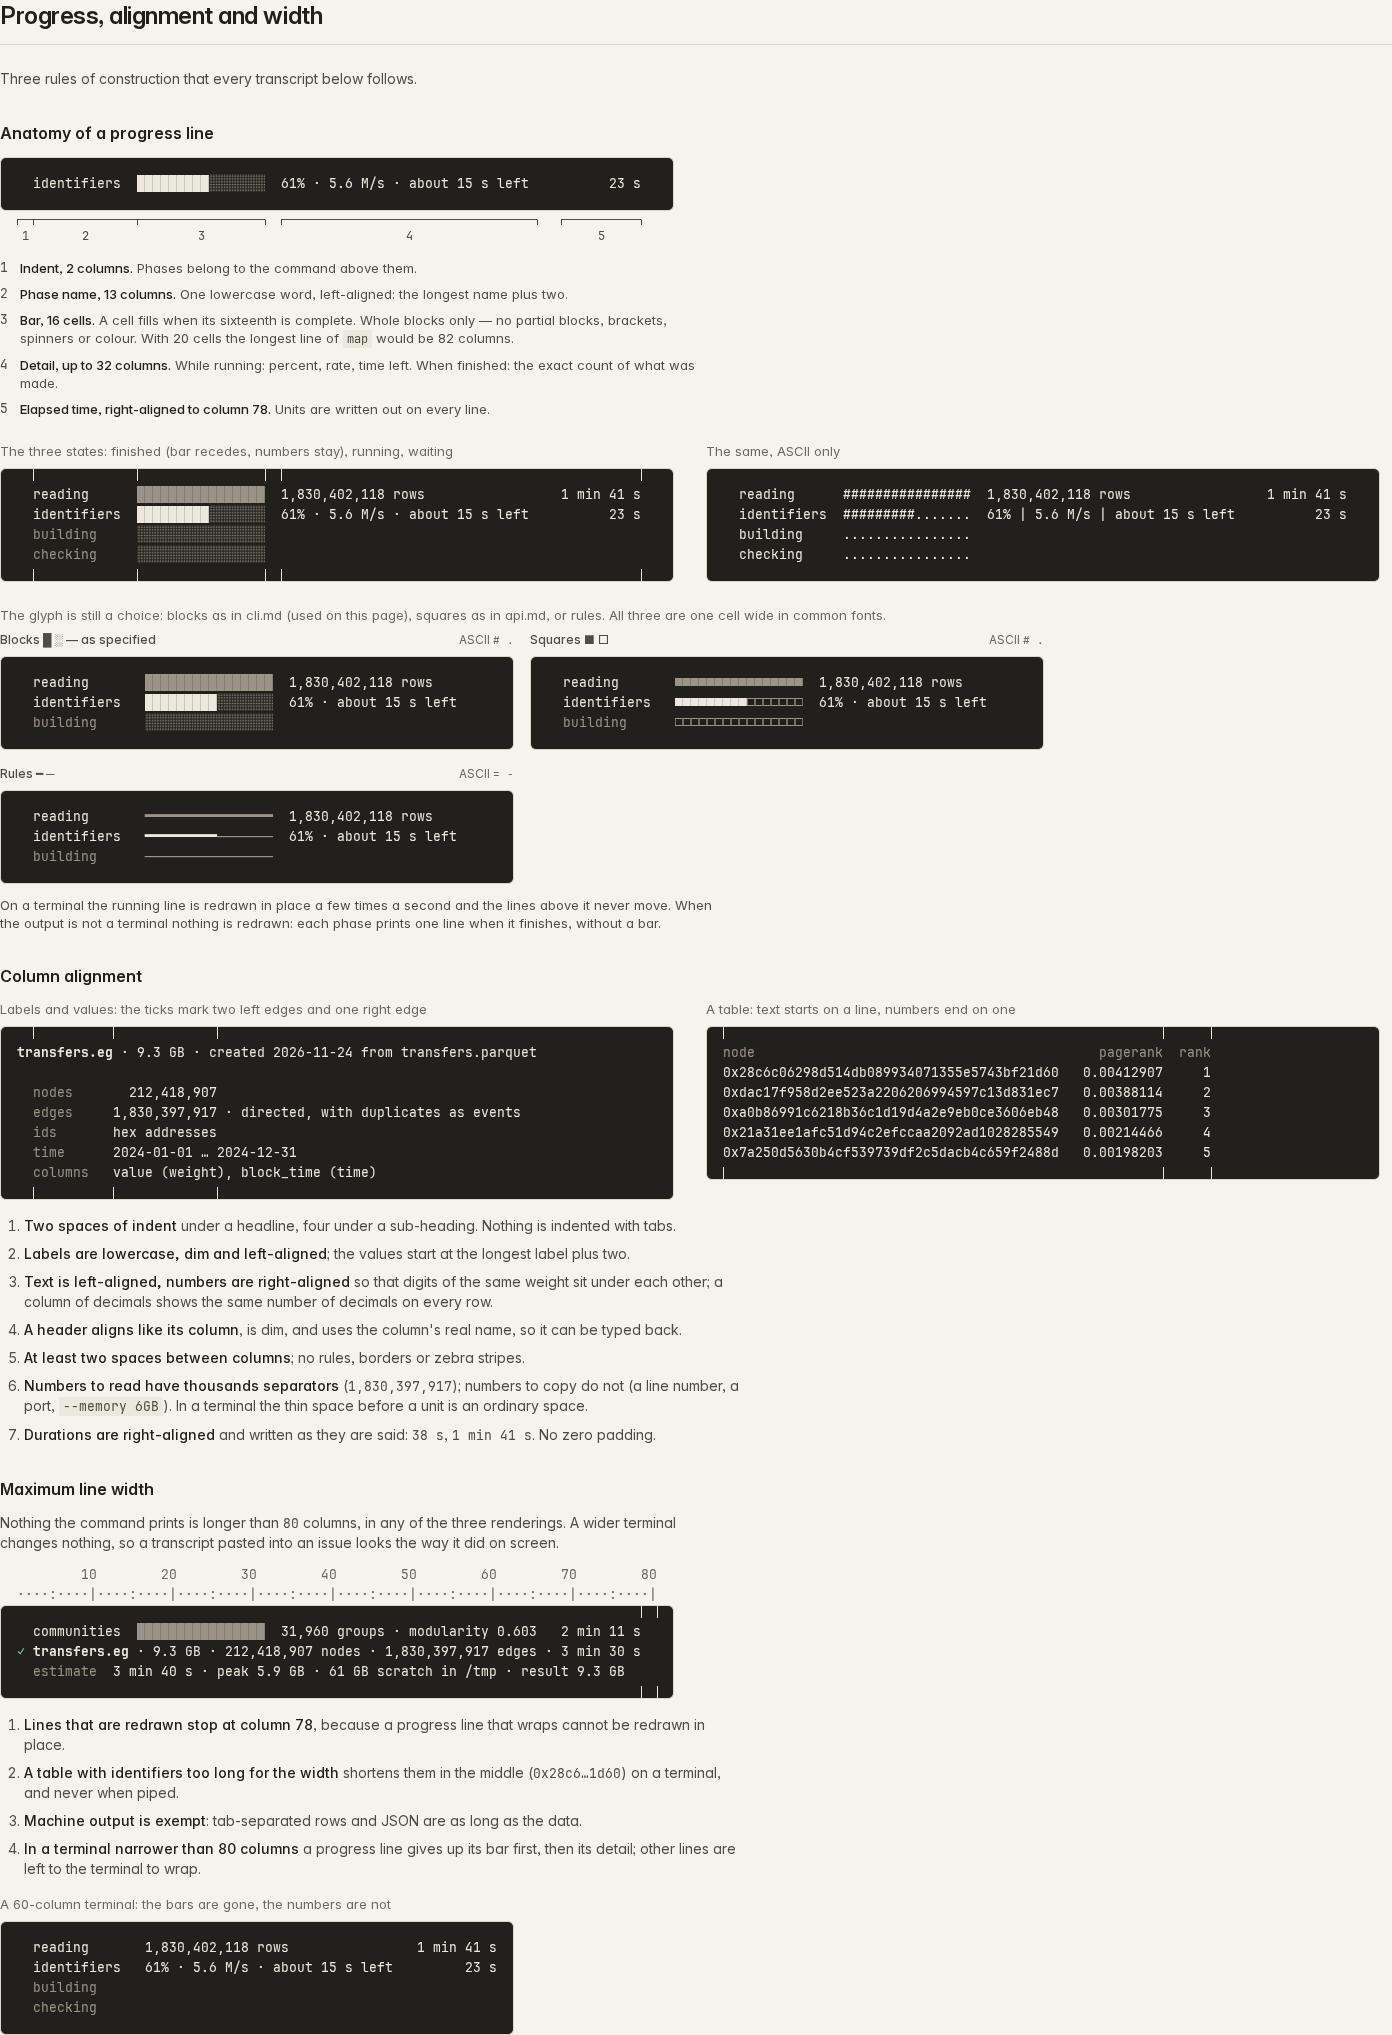 Progress, alignment and width
Three rules of construction that every transcript below follows.
Anatomy of a progress line
identifiers █████████░░░░░░░ 61% · 5.6 M/s · about 15 s left 23 s
1 2 3 4 5
1 Indent, 2 columns. Phases belong to the command above them.
2 Phase name, 13 columns. One lowercase word, left-aligned: the longest name plus two.
3 Bar, 16 cells. A cell fills when its sixteenth is complete. Whole blocks only — no partial blocks, brackets,
spinners or colour. With 20 cells the longest line of map would be 82 columns.
4 Detail, up to 32 columns. While running: percent, rate, time left. When finished: the exact count of what was
made.
5 Elapsed time, right-aligned to column 78. Units are written out on every line.
The three states: finished (bar recedes, numbers stay), running, waiting
reading ████████████████ 1,830,402,118 rows 1 min 41 s
identifiers █████████░░░░░░░ 61% · 5.6 M/s · about 15 s left 23 s
building ░░░░░░░░░░░░░░░░
checking ░░░░░░░░░░░░░░░░
The same, ASCII only
reading ################ 1,830,402,118 rows 1 min 41 s
identifiers #########....... 61% | 5.6 M/s | about 15 s left 23 s
building ................
checking ................
The glyph is still a choice: blocks as in cli.md (used on this page), squares as in api.md, or rules. All three are one cell wide in common fonts.
Blocks █ ░ — as specified ASCII # .
reading ████████████████ 1,830,402,118 rows
identifiers █████████░░░░░░░ 61% · about 15 s left
building ░░░░░░░░░░░░░░░░
Squares ■ □ ASCII # .
reading ■■■■■■■■■■■■■■■■ 1,830,402,118 rows
identifiers ■■■■■■■■■□□□□□□□ 61% · about 15 s left
building □□□□□□□□□□□□□□□□
Rules ━ ─ ASCII = -
reading ━━━━━━━━━━━━━━━━ 1,830,402,118 rows
identifiers ━━━━━━━━━─────── 61% · about 15 s left
building ────────────────
On a terminal the running line is redrawn in place a few times a second and the lines above it never move. When
the output is not a terminal nothing is redrawn: each phase prints one line when it finishes, without a bar.
Column alignment
Labels and values: the ticks mark two left edges and one right edge
transfers.eg · 9.3 GB · created 2026-11-24 from transfers.parquet
nodes 212,418,907
edges 1,830,397,917 · directed, with duplicates as events
ids hex addresses
time 2024-01-01 … 2024-12-31
columns value (weight), block_time (time)
A table: text starts on a line, numbers end on one
node pagerank rank
0x28c6c06298d514db089934071355e5743bf21d60 0.00412907 1
0xdac17f958d2ee523a2206206994597c13d831ec7 0.00388114 2
0xa0b86991c6218b36c1d19d4a2e9eb0ce3606eb48 0.00301775 3
0x21a31ee1afc51d94c2efccaa2092ad1028285549 0.00214466 4
0x7a250d5630b4cf539739df2c5dacb4c659f2488d 0.00198203 5
1. Two spaces of indent under a headline, four under a sub-heading. Nothing is indented with tabs.
2. Labels are lowercase, dim and left-aligned; the values start at the longest label plus two.
3. Text is left-aligned, numbers are right-aligned so that digits of the same weight sit under each other; a
column of decimals shows the same number of decimals on every row.
4. A header aligns like its column, is dim, and uses the column's real name, so it can be typed back.
5. At least two spaces between columns; no rules, borders or zebra stripes.
6. Numbers to read have thousands separators (1,830,397,917); numbers to copy do not (a line number, a
port, --memory 6GB). In a terminal the thin space before a unit is an ordinary space.
7. Durations are right-aligned and written as they are said: 38 s, 1 min 41 s. No zero padding.
Maximum line width
Nothing the command prints is longer than 80 columns, in any of the three renderings. A wider terminal
changes nothing, so a transcript pasted into an issue looks the way it did on screen.
10 20 30 40 50 60 70 80
····:····|····:····|····:····|····:····|····:····|····:····|····:····|····:····|
communities ████████████████ 31,960 groups · modularity 0.603 2 min 11 s
✓ transfers.eg · 9.3 GB · 212,418,907 nodes · 1,830,397,917 edges · 3 min 30 s
estimate 3 min 40 s · peak 5.9 GB · 61 GB scratch in /tmp · result 9.3 GB
1. Lines that are redrawn stop at column 78, because a progress line that wraps cannot be redrawn in
place.
2. A table with identifiers too long for the width shortens them in the middle (0x28c6…1d60) on a terminal,
and never when piped.
3. Machine output is exempt: tab-separated rows and JSON are as long as the data.
4. In a terminal narrower than 80 columns a progress line gives up its bar first, then its detail; other lines are
left to the terminal to wrap.
A 60-column terminal: the bars are gone, the numbers are not
reading 1,830,402,118 rows 1 min 41 s
identifiers 61% · 5.6 M/s · about 15 s left 23 s
building
checking